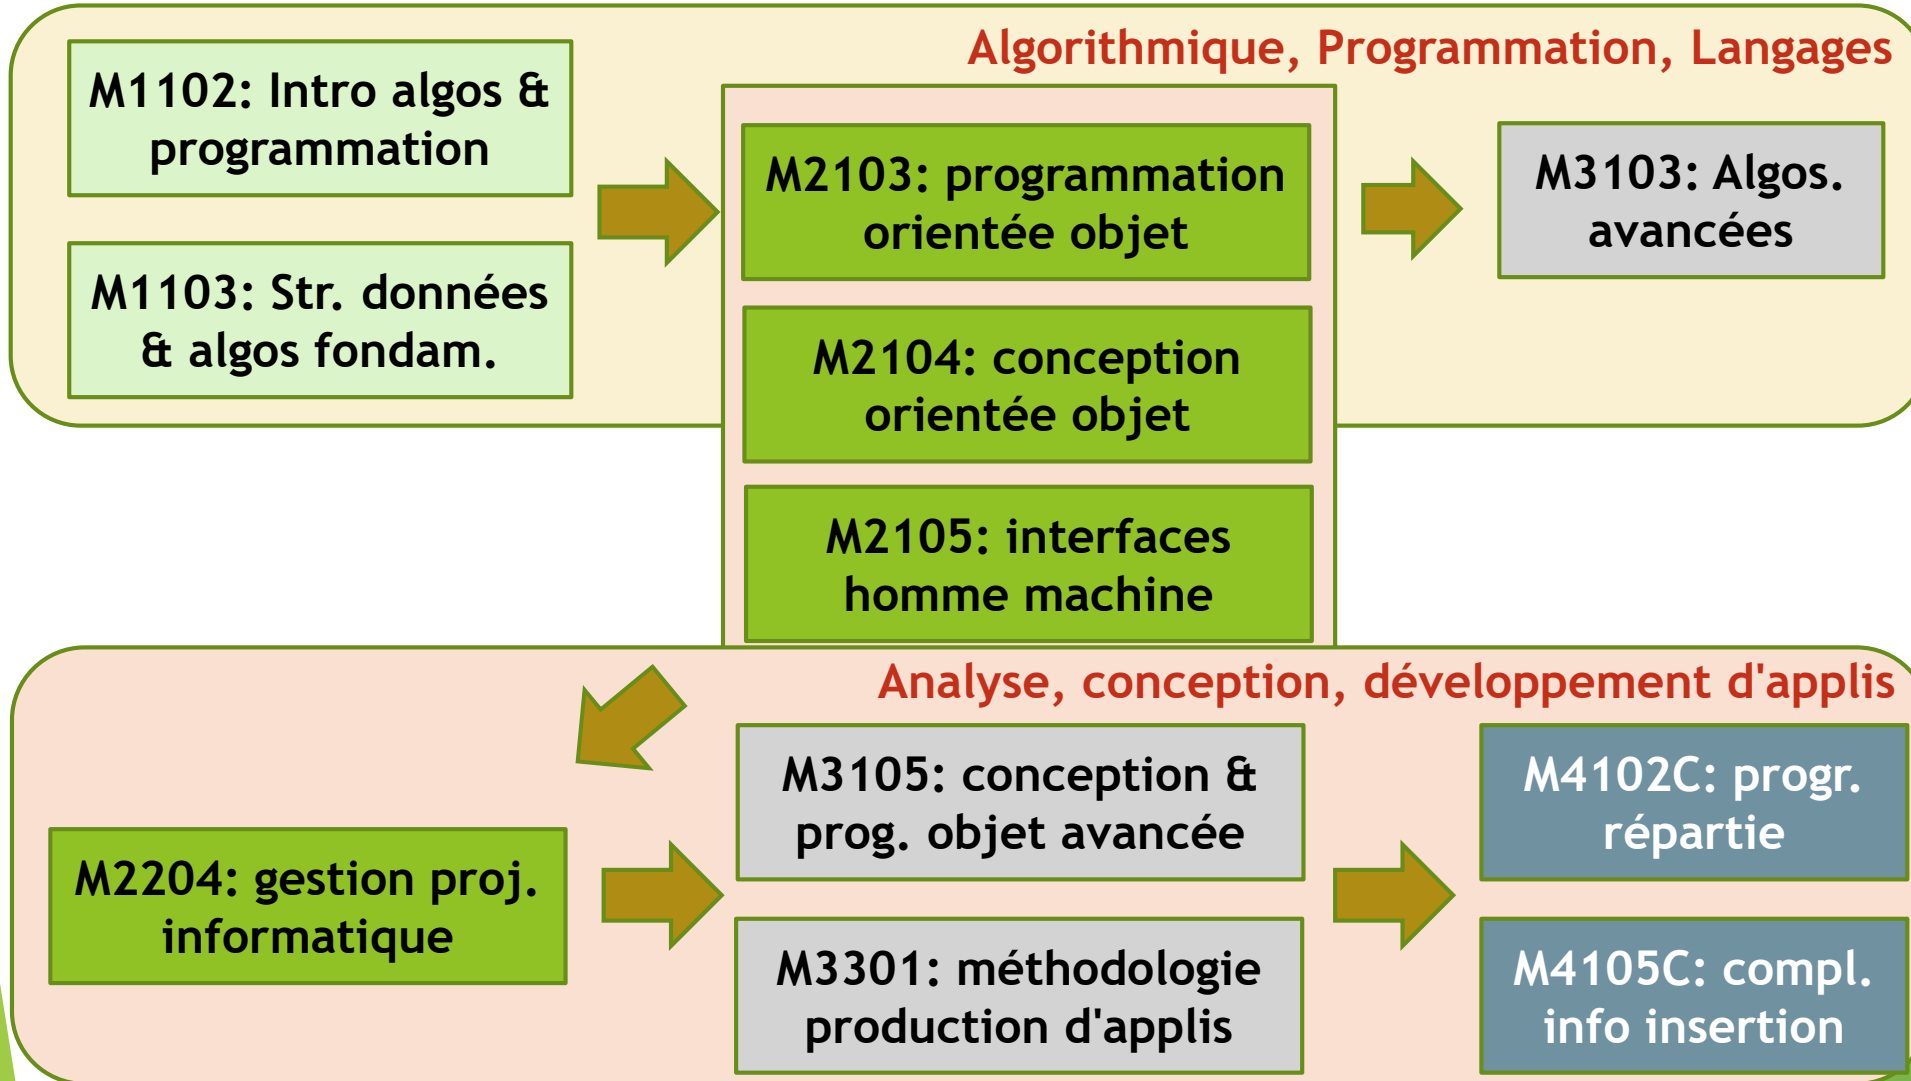 Algorithmique, Programmation, Langages
M1102: Intro algos &
programmation
M1103: Str. données
& algos fondam.
M2103: programmation
orientée objet
M2104: conception
orientée objet
M2105: interfaces
homme machine
M3103: Algos.
avancées
Analyse, conception, développement d'applis
M2204: gestion proj.
informatique
M3105: conception &
prog. objet avancée
M3301: méthodologie
production d'applis
M4102C: progr.
répartie
M4105C: compl.
info insertion